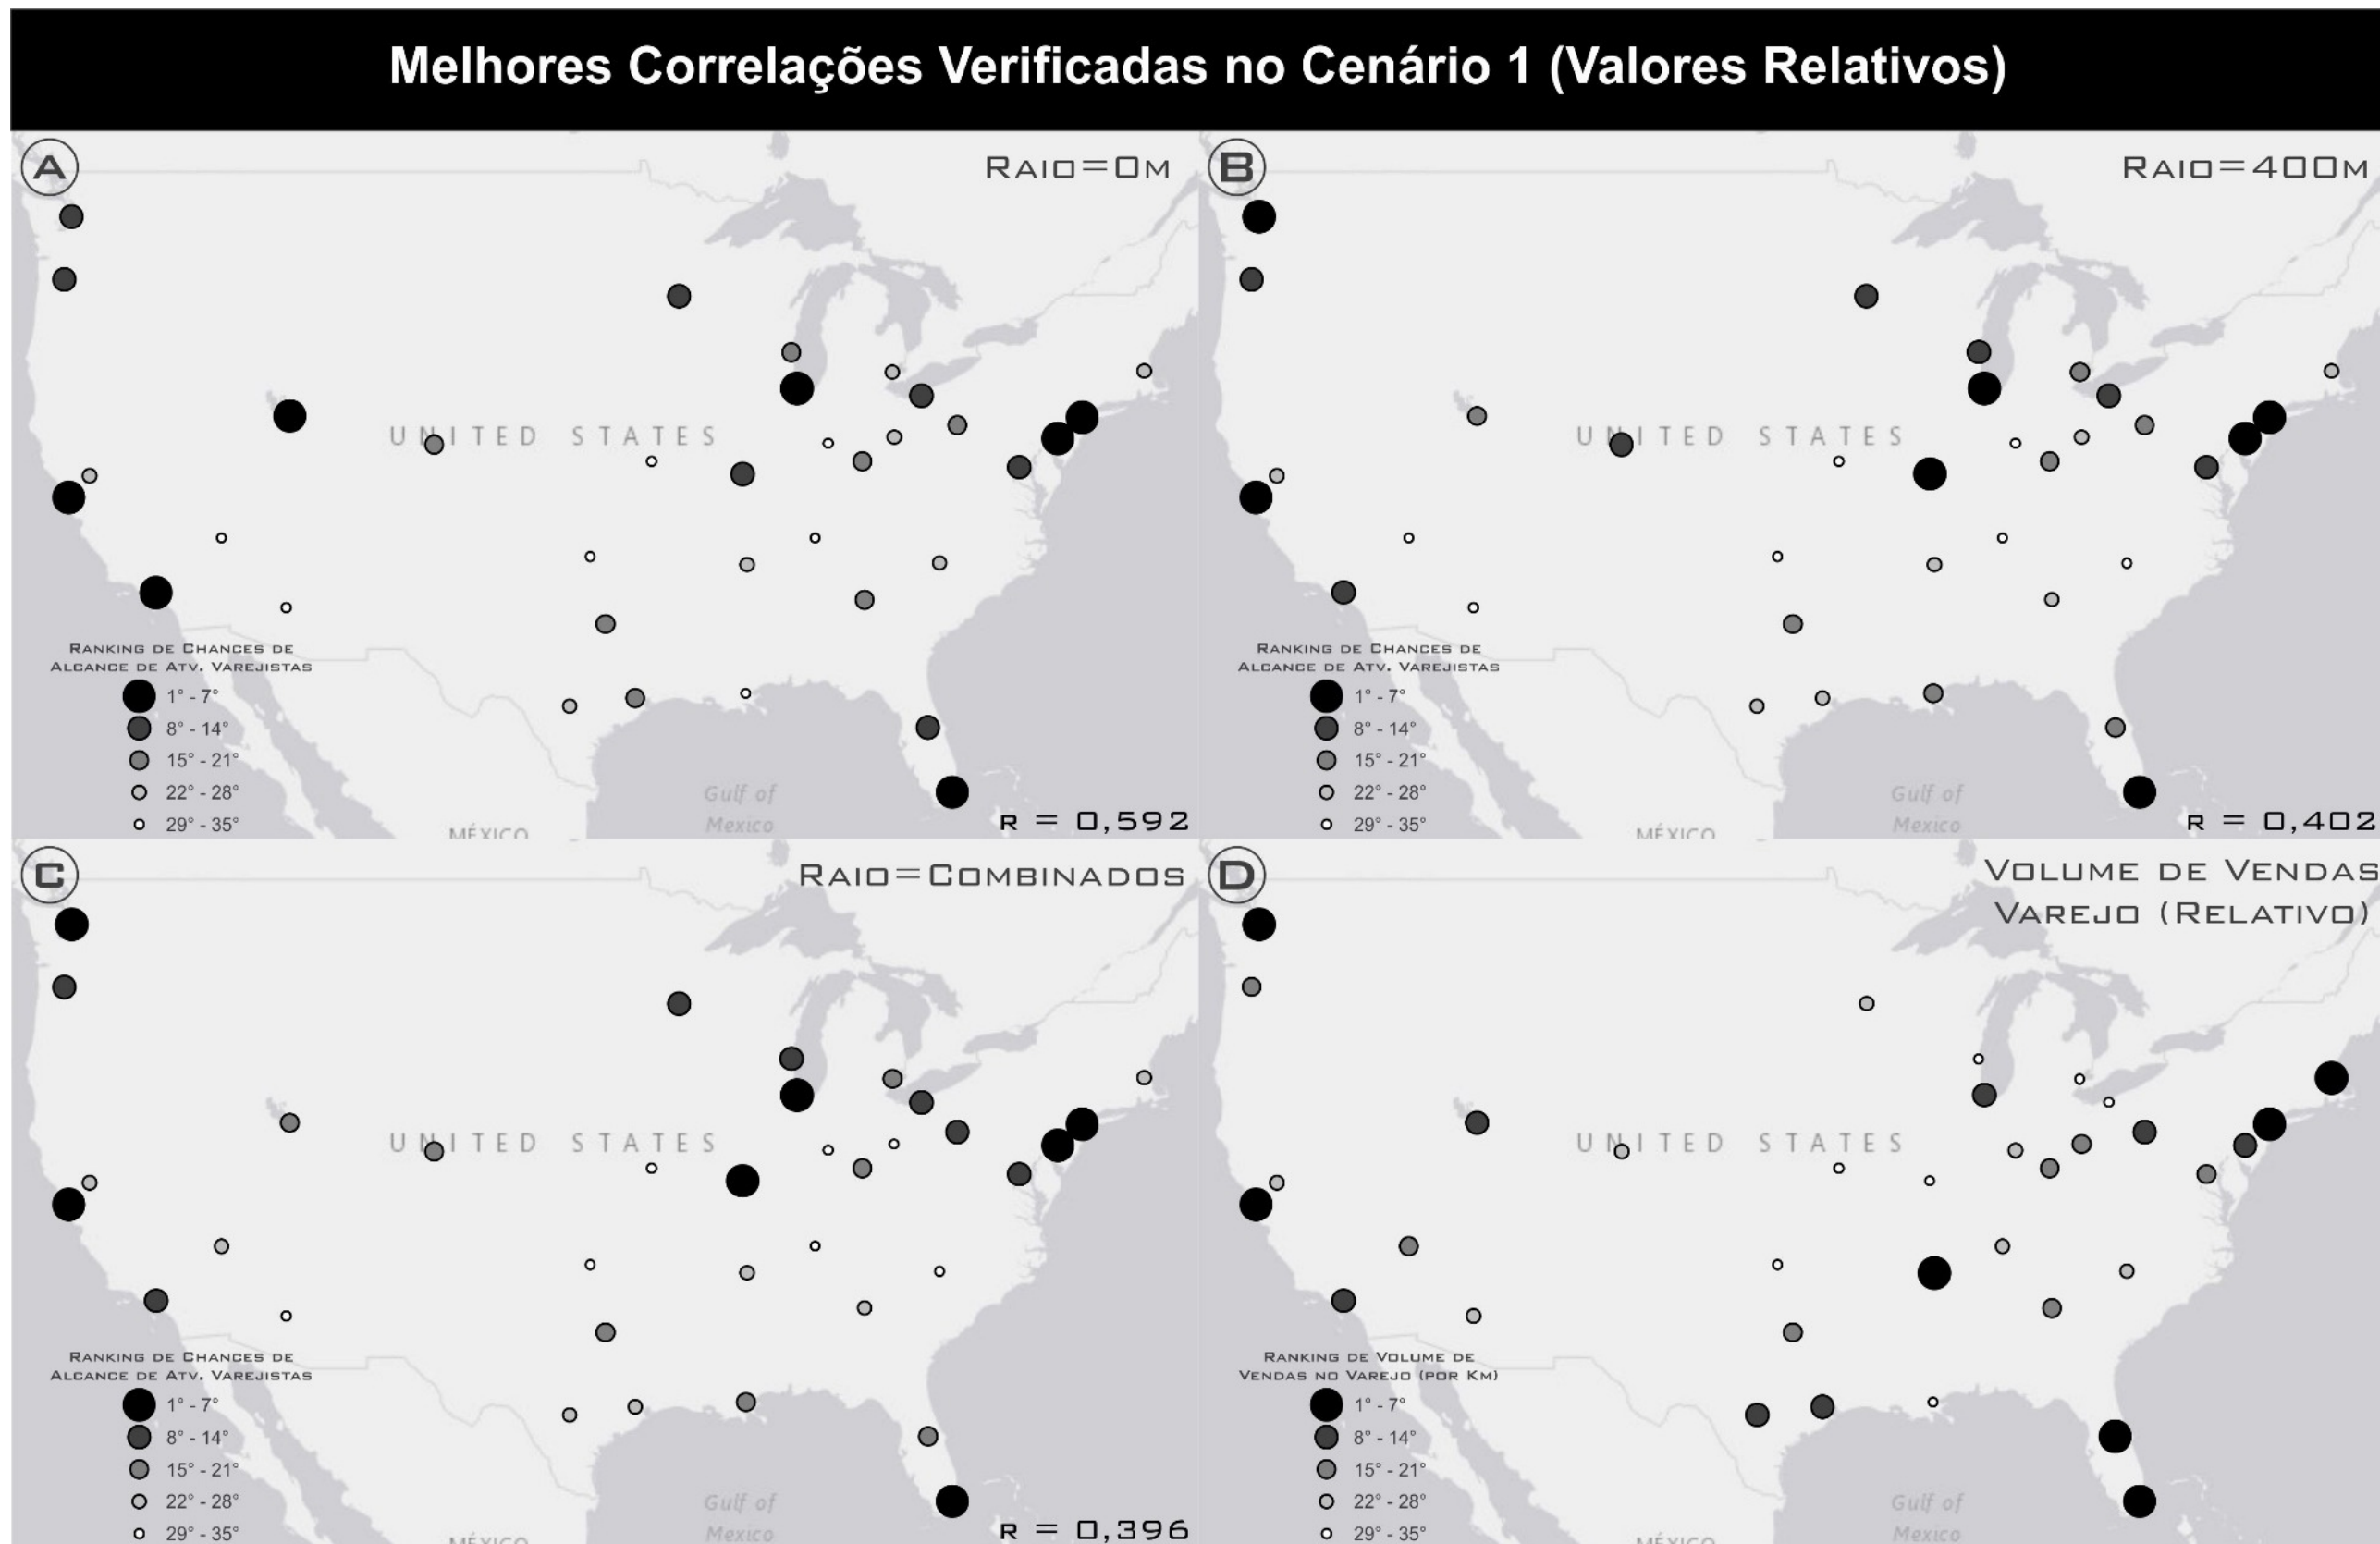 Melhores Correlações Verificadas no Cenário 1 (Valores Relativos)
A
RAIO=0M
UNITED STATES
RANKING DE CHANCES DE
ALCANCE DE ATV. VAREJISTAS
1° - 7°
8° - 14°
15° - 21°
22° - 28°
29° - 35°
Gulf of
Mexico
MÉXICO
R = 0,592
B
RAIO=400M
UNITED STATES
RANKING DE CHANCES DE
ALCANCE DE ATV. VAREJISTAS
1° - 7°
8° - 14°
15° - 21°
22° - 28°
29° - 35°
Gulf of
Mexico
MÉXICO
R = 0,402
C
RAIO=COMBINADOS
UNITED STATES
RANKING DE CHANCES DE
ALCANCE DE ATV. VAREJISTAS
1° - 7°
8° - 14°
15° - 21°
22° - 28°
29° - 35°
Gulf of
Mexico
MÉXICO
R = 0,396
D
VOLUME DE VENDAS
VAREJO (RELATIVO)
UNITED STATES
RANKING DE VOLUME DE
VENDAS NO VAREJO (POR KM)
1° - 7°
8° - 14°
15° - 21°
22° - 28°
29° - 35°
Gulf of
Mexico
MÉXICO